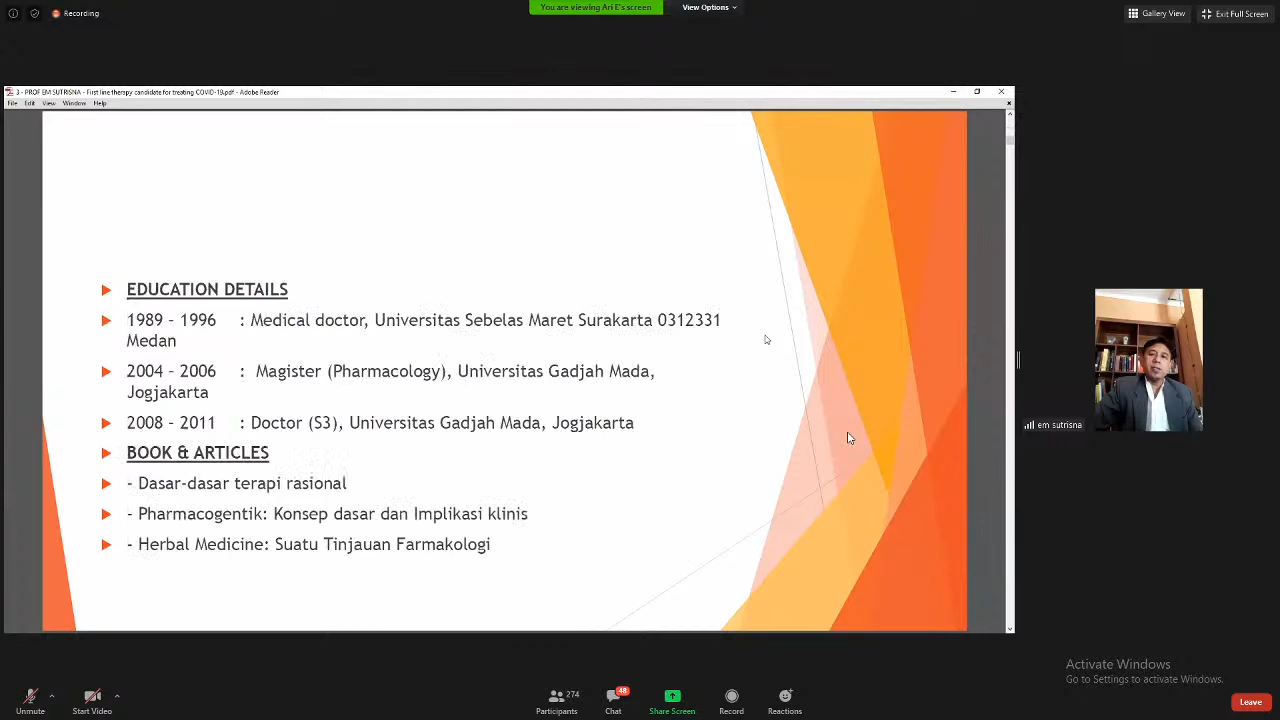 Recording
You are viewing Ari E's screen
View Options
Gallery View
Exit Full Screen
3 - PROF EM SUTRISNA - First line therapy candidate for treating COVID-19.pdf - Adobe Reader
File Edit View Window Help
EDUCATION DETAILS
1989 – 1996 : Medical doctor, Universitas Sebelas Maret Surakarta 0312331
Medan
2004 – 2006 : Magister (Pharmacology), Universitas Gadjah Mada,
Jogjakarta
2008 – 2011 : Doctor (S3), Universitas Gadjah Mada, Jogjakarta
BOOK & ARTICLES
- Dasar-dasar terapi rasional
- Pharmacogentik: Konsep dasar dan Implikasi klinis
- Herbal Medicine: Suatu Tinjauan Farmakologi
em sutrisna
Activate Windows
Go to Settings to activate Windows.
Unmute
Start Video
274
Participants
48
Chat
Share Screen
Record
Reactions
Leave